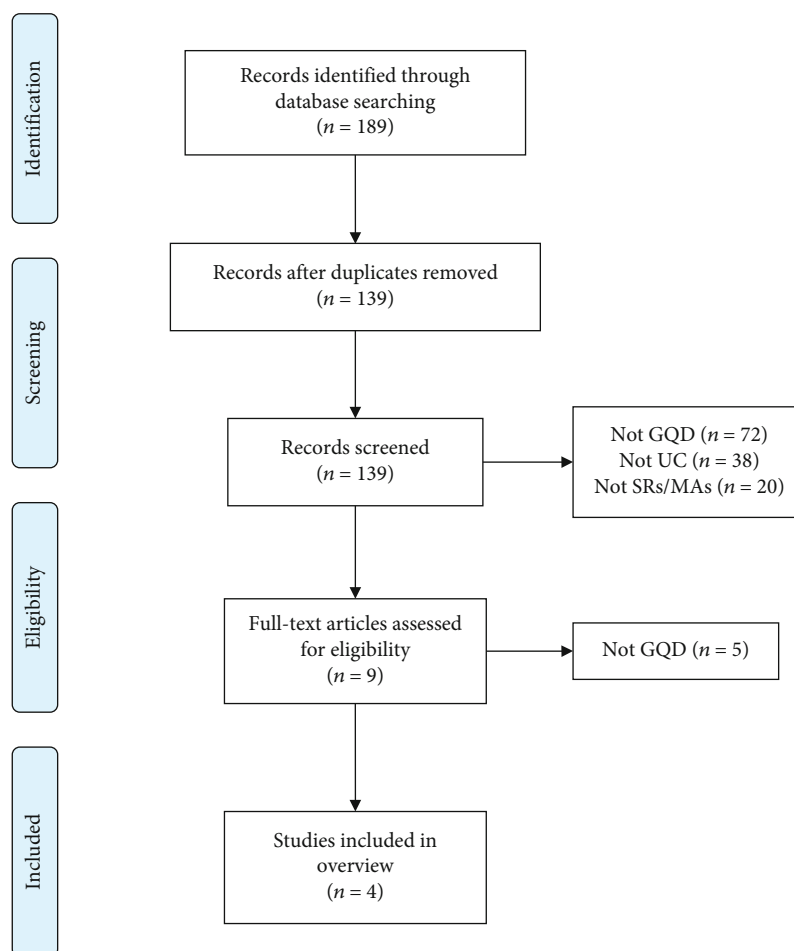 Identification
Records identified through
database searching
(n = 189)
Screening
Records after duplicates removed
(n = 139)
Records screened
(n = 139)
Not GQD (n = 72)
Not UC (n = 38)
Not SRs/MAs (n = 20)
Eligibility
Full-text articles assessed
for eligibility
(n = 9)
Not GQD (n = 5)
Included
Studies included in
overview
(n = 4)